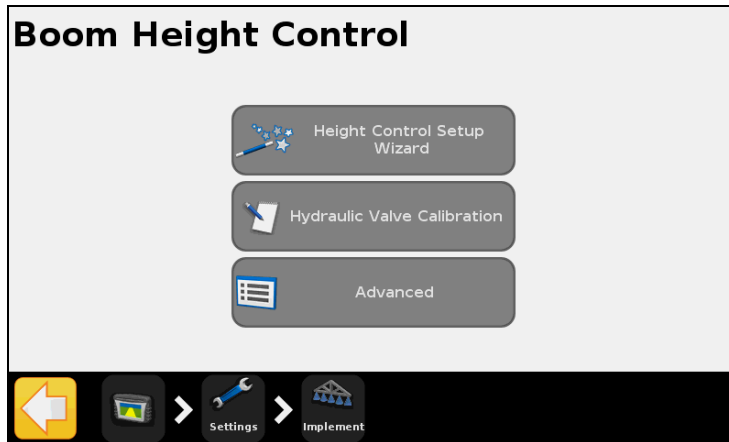 Boom Height Control
Height Control Setup
Wizard
Hydraulic Valve Calibration
Advanced
Settings
Implement